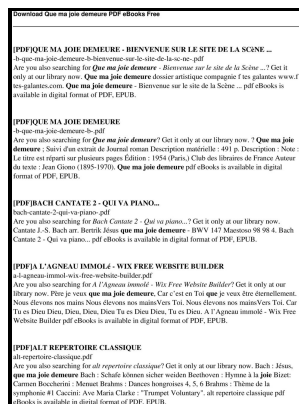 Download Que ma joie demeure PDF eBooks Free
[PDF]QUE MA JOIE DEMEURE - BIENVENUE SUR LE SITE DE LA SCèNE ...
-b-que-ma-joie-demeure-b-bienvenue-sur-le-site-de-la-sc-ne-.pdf
Are you also searching for Que ma joie demeure - Bienvenue sur le site de la Scène ...? Get it
only at our library now. Que ma joie demeure dossier artistique compagnie f tes galantes www.f
tes-galantes.com. Que ma joie demeure - Bienvenue sur le site de la Scène ... pdf eBooks is
available in digital format of PDF, EPUB.
[PDF]QUE MA JOIE DEMEURE
-b-que-ma-joie-demeure-b-.pdf
Are you also searching for Que ma joie demeure? Get it only at our library now. ? Que ma joie
demeure ; Suivi d'un extrait de Journal roman Description matérielle : 491 p. Description : Note :
Le titre est réparti sur plusieurs pages Édition : 1954 (Paris,) Club des libraires de France Auteur
du texte : Jean Giono (1895-1970). Que ma joie demeure pdf eBooks is available in digital
format of PDF, EPUB.
[PDF]BACH CANTATE 2 - QUI VA PIANO...
bach-cantate-2-qui-va-piano-.pdf
Are you also searching for Bach Cantate 2 - Qui va piano...? Get it only at our library now.
Cantate J.-S. Bach arr. Bertrik Jésus que ma joie demeure - BWV 147 Maestoso 98 98 4. Bach
Cantate 2 - Qui va piano... pdf eBooks is available in digital format of PDF, EPUB.
[PDF]A L'AGNEAU IMMOLé - WIX FREE WEBSITE BUILDER
a-l-agneau-immol-wix-free-website-builder.pdf
Are you also searching for A l'Agneau immolé - Wix Free Website Builder? Get it only at our
library now. Père je veux que ma joie demeure, Car c'est en Toi que je veux être éternellement.
Nous élevons nos mains Nous élevons nos mainsVers Toi. Nous élevons nos mainsVers Toi. Car
Tu es Dieu Dieu, Dieu, Dieu, Dieu Tu es Dieu Dieu, Tu es Dieu. A l'Agneau immolé - Wix Free
Website Builder pdf eBooks is available in digital format of PDF, EPUB.
[PDF]ALT REPERTOIRE CLASSIQUE
alt-repertoire-classique.pdf
Are you also searching for alt repertoire classique? Get it only at our library now. Bach : Jésus,
que ma joie demeure Bach : Schafe können sicher weiden Beethoven : Hymne à la joie Bizet:
Carmen Boccherini : Menuet Brahms : Dances hongroises 4, 5, 6 Brahms : Thème de la
symphonie #1 Caccini: Ave Maria Clarke : "Trumpet Voluntary". alt repertoire classique pdf
eBooks is available in digital format of PDF, EPUB.